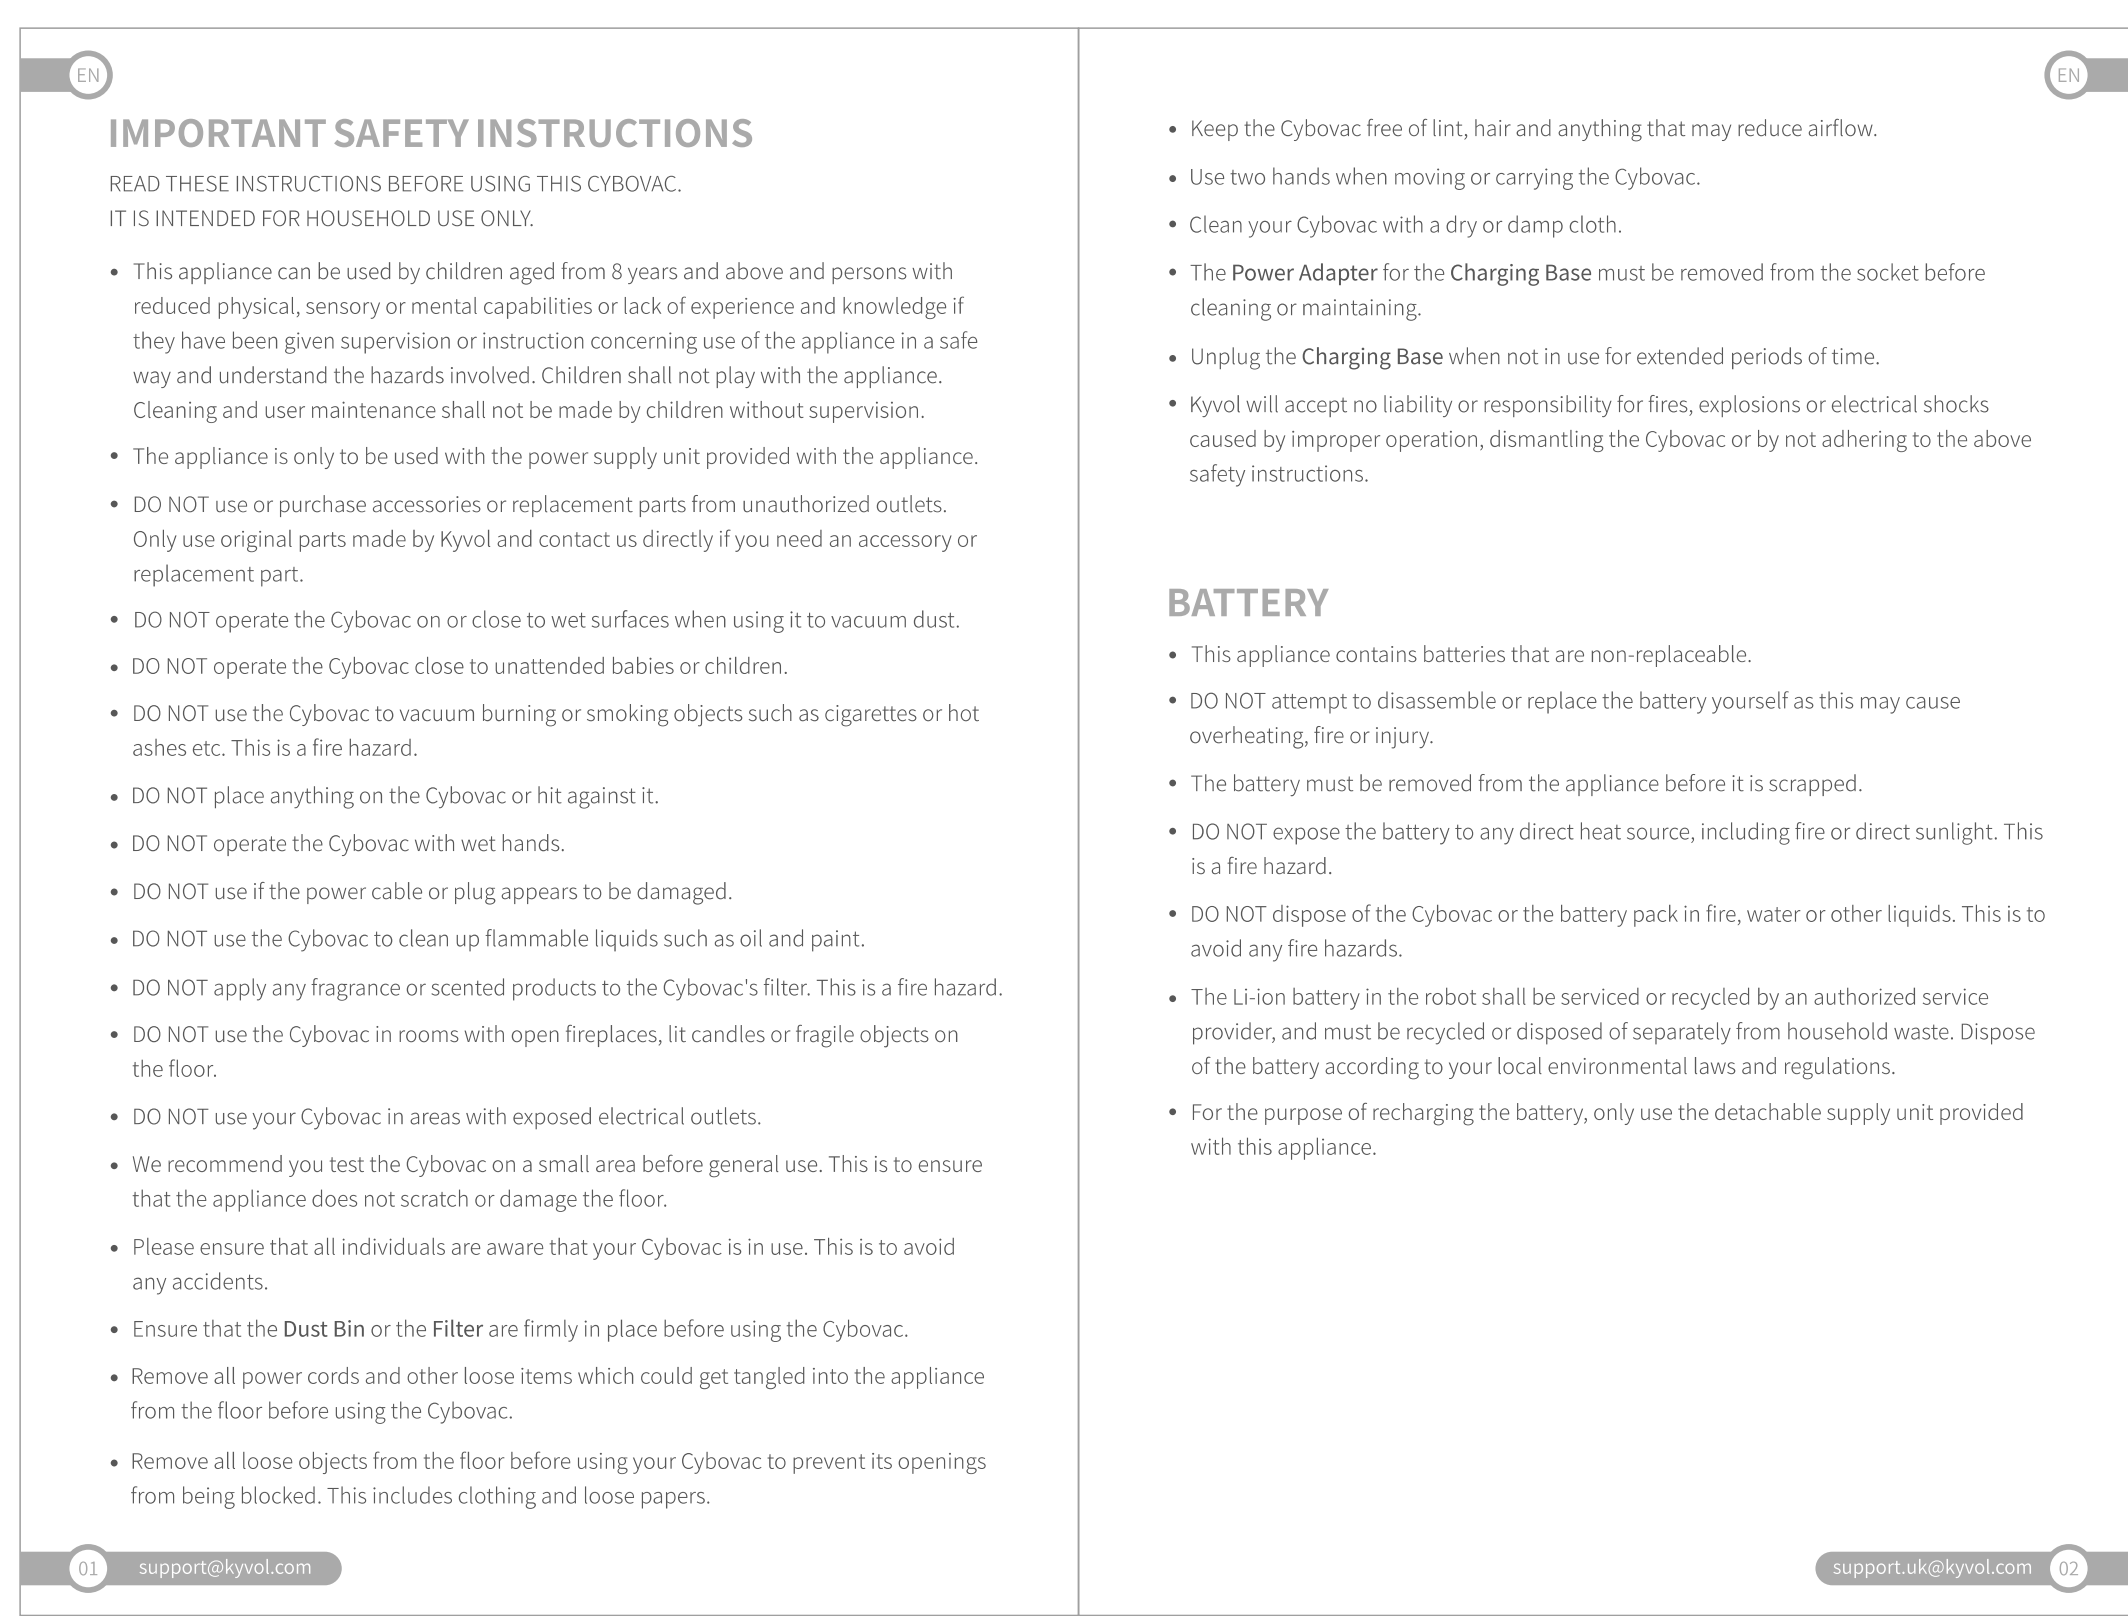 EN
IMPORTANT SAFETY INSTRUCTIONS
READ THESE INSTRUCTIONS BEFORE USING THIS CYBOVAC.
IT IS INTENDED FOR HOUSEHOLD USE ONLY.
• This appliance can be used by children aged from 8 years and above and persons with
reduced physical, sensory or mental capabilities or lack of experience and knowledge if
they have been given supervision or instruction concerning use of the appliance in a safe
way and understand the hazards involved. Children shall not play with the appliance.
Cleaning and user maintenance shall not be made by children without supervision.
• The appliance is only to be used with the power supply unit provided with the appliance.
• DO NOT use or purchase accessories or replacement parts from unauthorized outlets.
Only use original parts made by Kyvol and contact us directly if you need an accessory or
replacement part.
• DO NOT operate the Cybovac on or close to wet surfaces when using it to vacuum dust.
• DO NOT operate the Cybovac close to unattended babies or children.
• DO NOT use the Cybovac to vacuum burning or smoking objects such as cigarettes or hot
ashes etc. This is a fire hazard.
• DO NOT place anything on the Cybovac or hit against it.
• DO NOT operate the Cybovac with wet hands.
• DO NOT use if the power cable or plug appears to be damaged.
• DO NOT use the Cybovac to clean up flammable liquids such as oil and paint.
• DO NOT apply any fragrance or scented products to the Cybovac's filter. This is a fire hazard.
• DO NOT use the Cybovac in rooms with open fireplaces, lit candles or fragile objects on
the floor.
• DO NOT use your Cybovac in areas with exposed electrical outlets.
• We recommend you test the Cybovac on a small area before general use. This is to ensure
that the appliance does not scratch or damage the floor.
• Please ensure that all individuals are aware that your Cybovac is in use. This is to avoid
any accidents.
• Ensure that the Dust Bin or the Filter are firmly in place before using the Cybovac.
• Remove all power cords and other loose items which could get tangled into the appliance
from the floor before using the Cybovac.
• Remove all loose objects from the floor before using your Cybovac to prevent its openings
from being blocked. This includes clothing and loose papers.
01 support@kyvol.com
EN
• Keep the Cybovac free of lint, hair and anything that may reduce airflow.
• Use two hands when moving or carrying the Cybovac.
• Clean your Cybovac with a dry or damp cloth.
• The Power Adapter for the Charging Base must be removed from the socket before
cleaning or maintaining.
• Unplug the Charging Base when not in use for extended periods of time.
• Kyvol will accept no liability or responsibility for fires, explosions or electrical shocks
caused by improper operation, dismantling the Cybovac or by not adhering to the above
safety instructions.
BATTERY
• This appliance contains batteries that are non-replaceable.
• DO NOT attempt to disassemble or replace the battery yourself as this may cause
overheating, fire or injury.
• The battery must be removed from the appliance before it is scrapped.
• DO NOT expose the battery to any direct heat source, including fire or direct sunlight. This
is a fire hazard.
• DO NOT dispose of the Cybovac or the battery pack in fire, water or other liquids. This is to
avoid any fire hazards.
• The Li-ion battery in the robot shall be serviced or recycled by an authorized service
provider, and must be recycled or disposed of separately from household waste. Dispose
of the battery according to your local environmental laws and regulations.
• For the purpose of recharging the battery, only use the detachable supply unit provided
with this appliance.
support.uk@kyvol.com 02